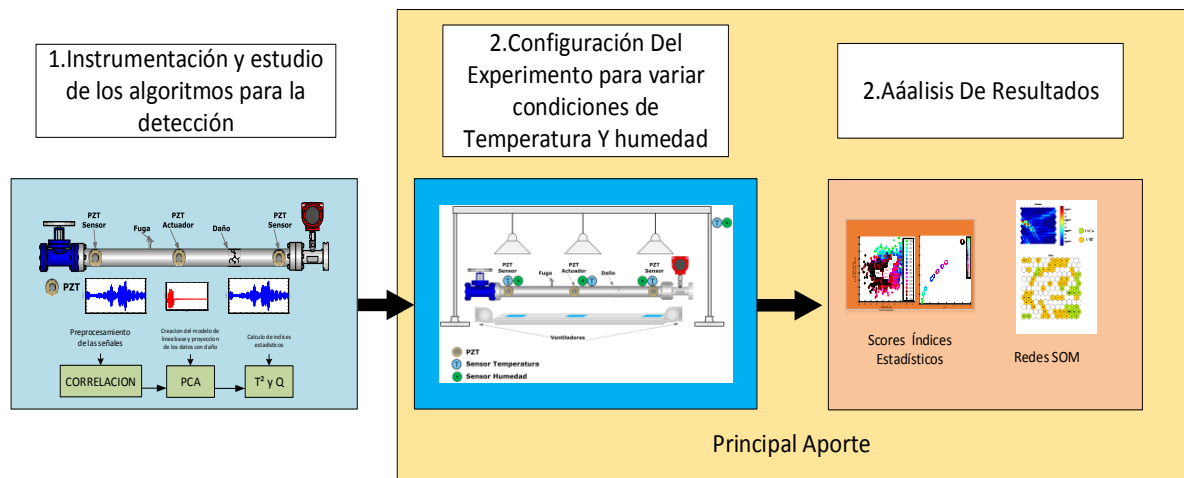 1.Instrumentación y estudio
de los algoritmos para la
detección
2.Configuración Del
Experimento para variar
condiciones de
Temperatura Y humedad
2.Aáalisis De Resultados
PZT
Sensor
Fuga
PZT
Actuador
Daño
PZT
Sensor
PZT
Preprocesamiento
de las señales
Creacion del modelo de
linea base y proyeccion de
los datos con daño
Calculo de indices
estadisticos
CORRELACION
PCA
T² y Q
T
H
PZT
Sensor
Fuga
PZT
Actuador
Daño
PZT
Sensor
Ventiladores
PZT
T Sensor Temperatura
H Sensor Humedad
Scores Índices
Estadísticos
Redes SOM
Principal Aporte